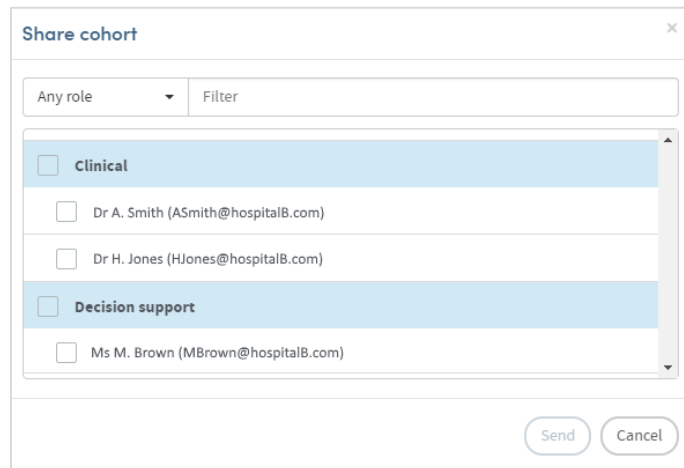 Share cohort
×
Any role Filter
Clinical
Dr A. Smith (ASmith@hospitalB.com)
Dr H. Jones (HJones@hospitalB.com)
Decision support
Ms M. Brown (MBrown@hospitalB.com)
Send Cancel